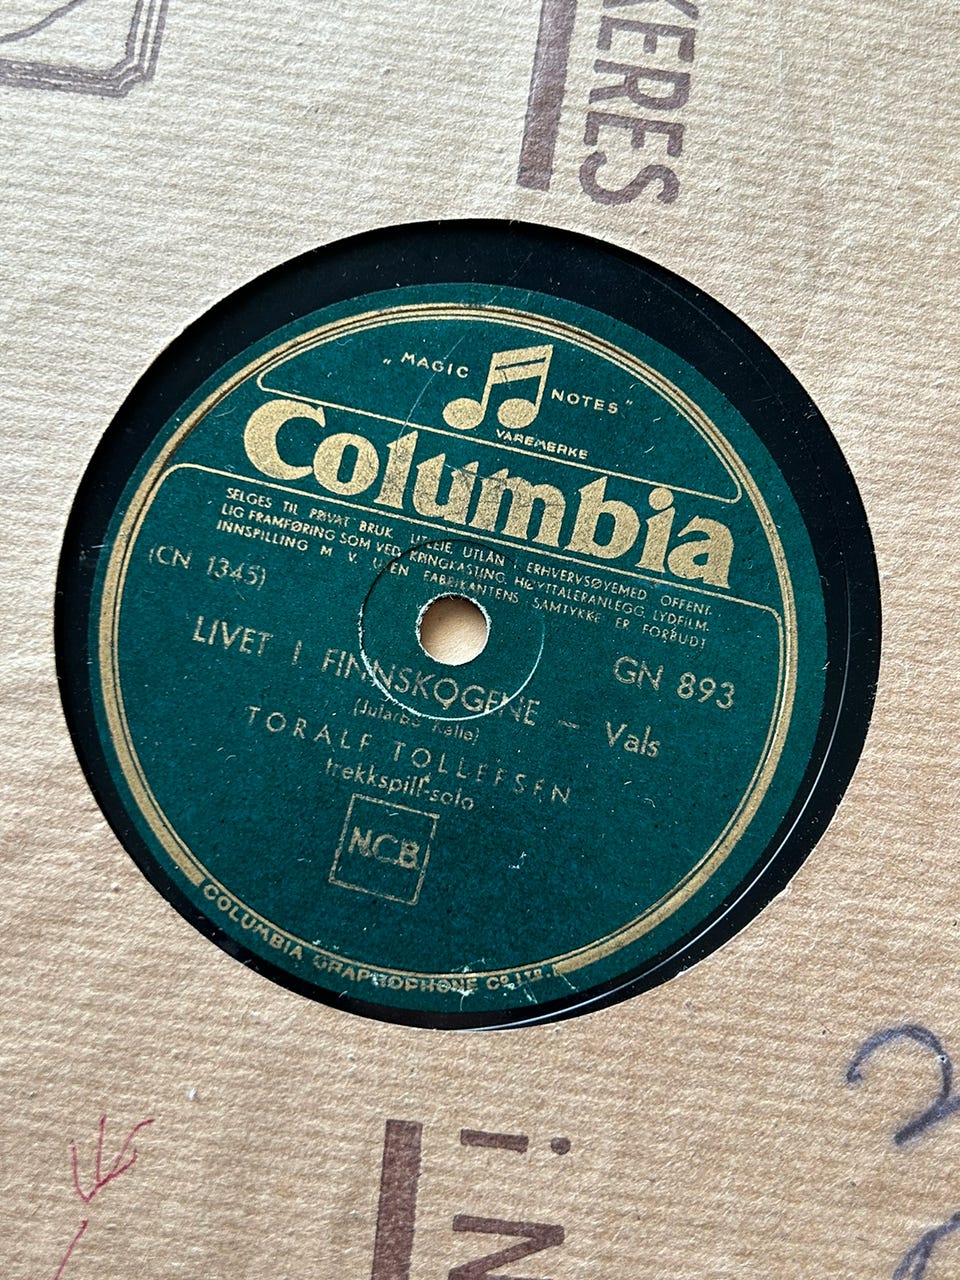 KERES
„MAGIC NOTES"
VAREMERKE
Columbia
SELGES TIL PRIVAT BRUK. UTLEIE UTLÅN I ERHVERVSØYEMED OFFENT-
LIG FRAMFØRING SOM VED KRINGKASTING, HØYTTALERANLEGG, LYDFILM.
INNSPILLING M. V. UTEN FABRIKANTENS SAMTYKKE ER FORBUDT
(CN 1345)
GN 893
LIVET I FINNSKOGENE – Vals
(Jularbo Kalle)
TORALF TOLLEFSEN
trekkspill-solo
N.C.B.
COLUMBIA GRAPHOPHONE CO. LTD.
i N